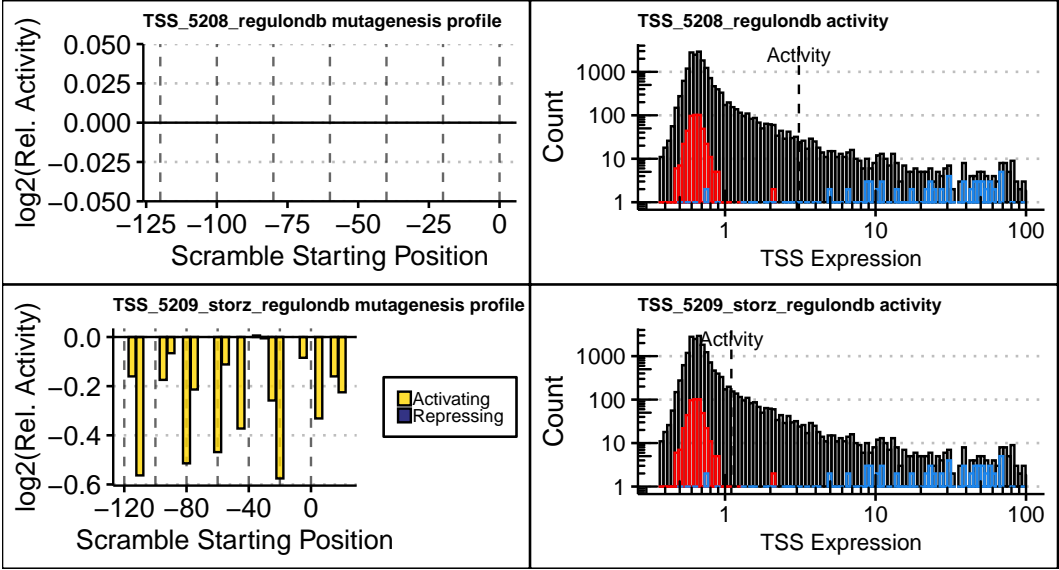 TSS_5208_regulondb mutagenesis profile
log2(Rel. Activity)
0.050
0.025
0.000
−0.025
−0.050
−125 −100 −75 −50 −25 0
Scramble Starting Position
TSS_5208_regulondb activity
Activity
Count
1000
100
10
1
1 10 100
TSS Expression
TSS_5209_storz_regulondb mutagenesis profile
log2(Rel. Activity)
0.0
−0.2
−0.4
−0.6
−120 −80 −40 0
Scramble Starting Position
Activating
Repressing
TSS_5209_storz_regulondb activity
Activity
Count
1000
100
10
1
1 10 100
TSS Expression